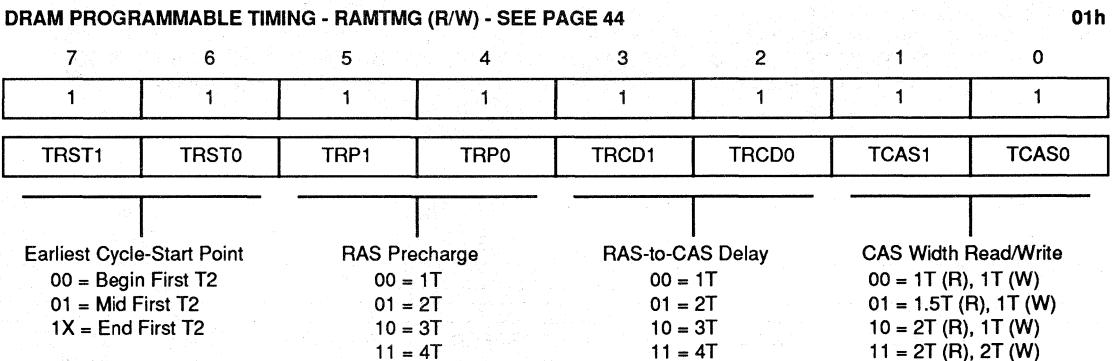 DRAM PROGRAMMABLE TIMING - RAMTMG (R/W) - SEE PAGE 44 01h
7 6 5 4 3 2 1 0
1 1 1 1 1 1 1 1
TRST1 TRST0 TRP1 TRP0 TRCD1 TRCD0 TCAS1 TCAS0
Earliest Cycle-Start Point RAS Precharge RAS-to-CAS Delay CAS Width Read/Write
00 = Begin First T2 00 = 1T 00 = 1T 00 = 1T (R), 1T (W)
01 = Mid First T2 01 = 2T 01 = 2T 01 = 1.5T (R), 1T (W)
1X = End First T2 10 = 3T 10 = 3T 10 = 2T (R), 1T (W)
11 = 4T 11 = 4T 11 = 2T (R), 2T (W)